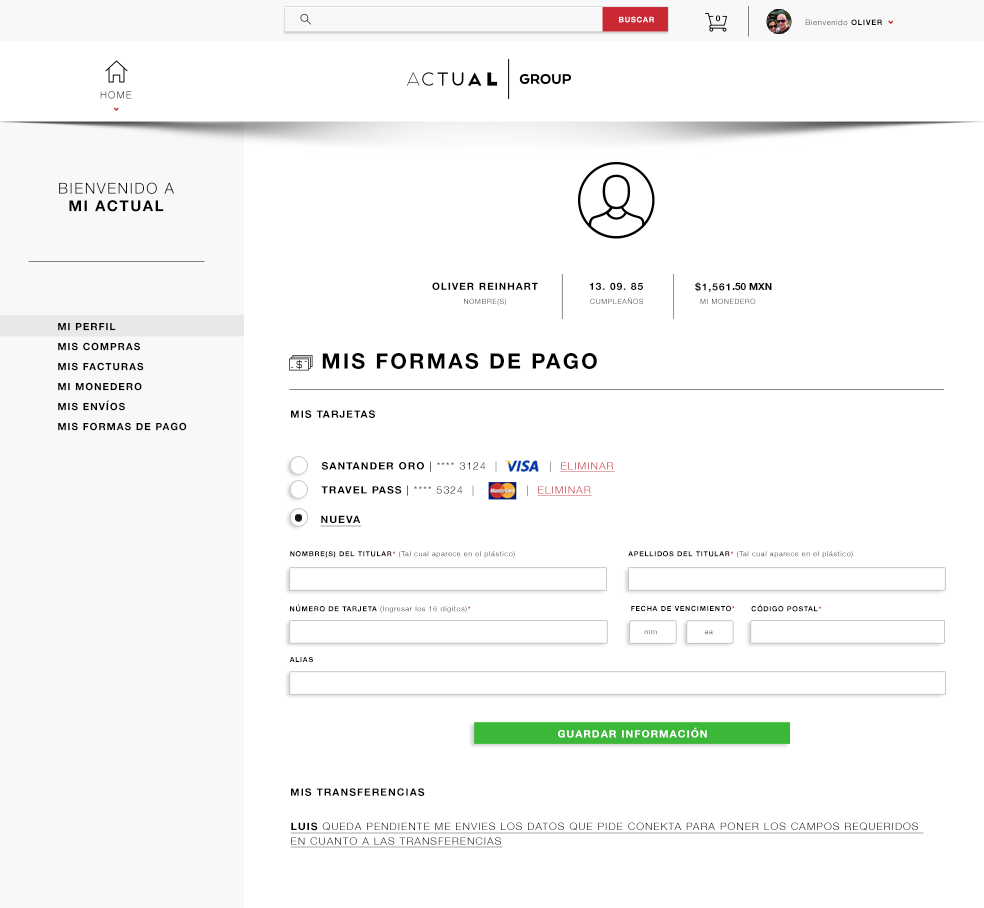 BUSCAR
0
Bienvenido OLIVER
HOME
ACTUAL | GROUP
BIENVENIDO A
MI ACTUAL
OLIVER REINHART
NOMBRE(S)
13. 09. 85
CUMPLEAÑOS
$1,561.50 MXN
MI MONEDERO
MI PERFIL
MIS COMPRAS
MIS FACTURAS
MI MONEDERO
MIS ENVÍOS
MIS FORMAS DE PAGO
$ MIS FORMAS DE PAGO
MIS TARJETAS
SANTANDER ORO | **** 3124 | VISA | ELIMINAR
TRAVEL PASS | **** 5324 | MasterCard | ELIMINAR
NUEVA
NOMBRE(S) DEL TITULAR* (Tal cual aparece en el plástico)
APELLIDOS DEL TITULAR* (Tal cual aparece en el plástico)
NÚMERO DE TARJETA (Ingresar los 16 dígitos)*
FECHA DE VENCIMIENTO*
CÓDIGO POSTAL*
mm
aa
ALIAS
GUARDAR INFORMACIÓN
MIS TRANSFERENCIAS
LUIS QUEDA PENDIENTE ME ENVIES LOS DATOS QUE PIDE CONEKTA PARA PONER LOS CAMPOS REQUERIDOS
EN CUANTO A LAS TRANSFERENCIAS